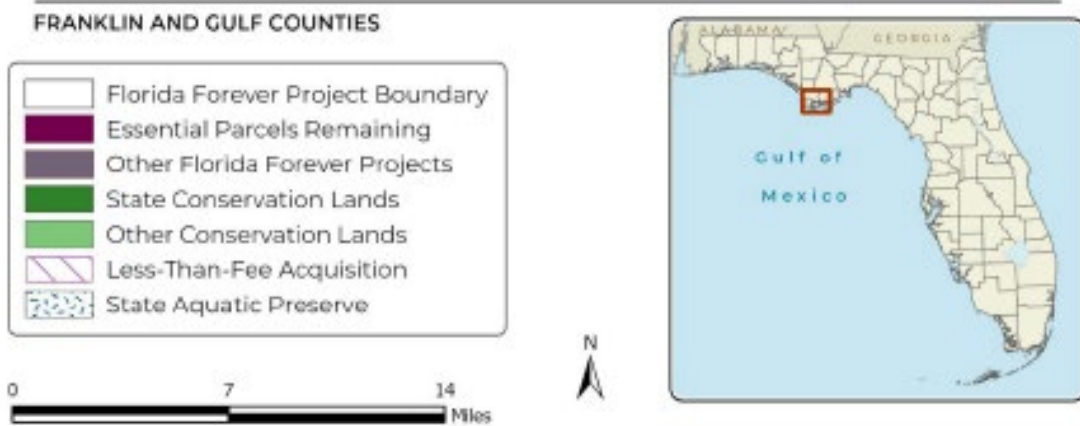 FRANKLIN AND GULF COUNTIES
Florida Forever Project Boundary
Essential Parcels Remaining
Other Florida Forever Projects
State Conservation Lands
Other Conservation Lands
Less-Than-Fee Acquisition
State Aquatic Preserve
0 7 14
Miles
N
ALABAMA
GEORGIA
Gulf of
Mexico